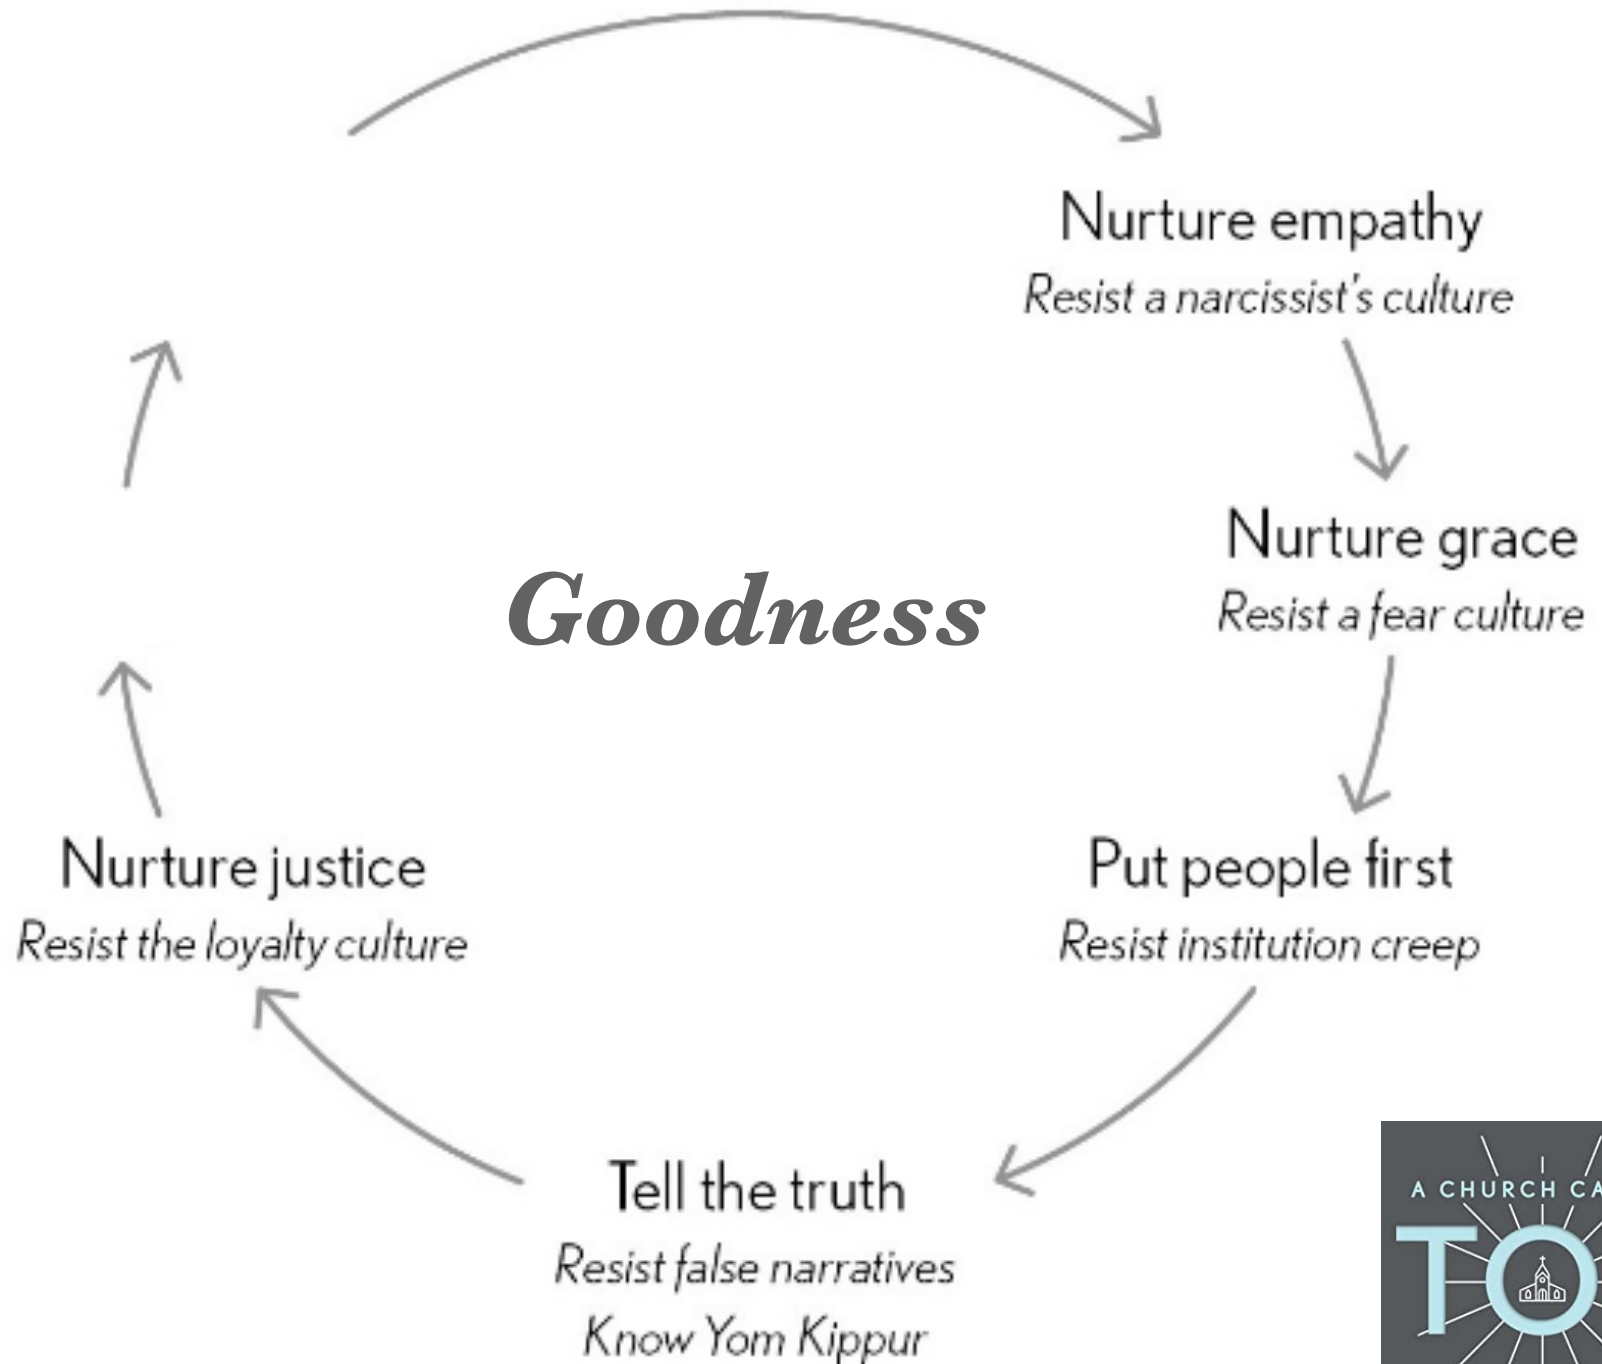 Nurture empathy
Resist a narcissist's culture
Nurture grace
Resist a fear culture
Goodness
Put people first
Resist institution creep
Nurture justice
Resist the loyalty culture
Tell the truth
Resist false narratives
Know Yom Kippur
A CHURCH CA
TO